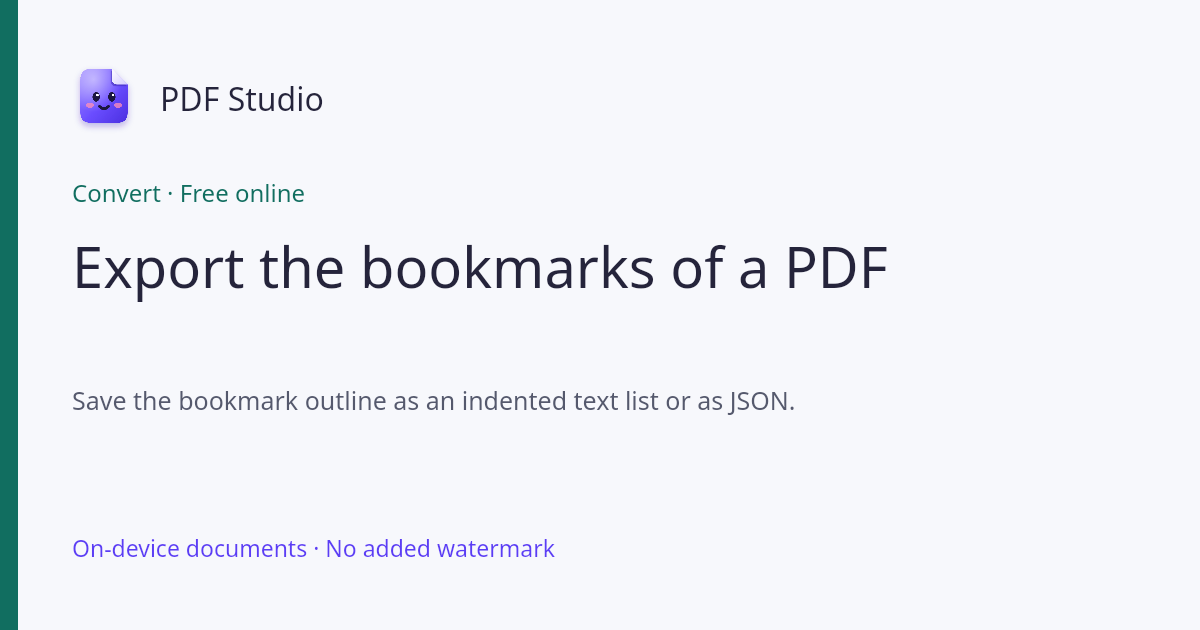 PDF Studio
Convert · Free online
Export the bookmarks of a PDF
Save the bookmark outline as an indented text list or as JSON.
On-device documents · No added watermark